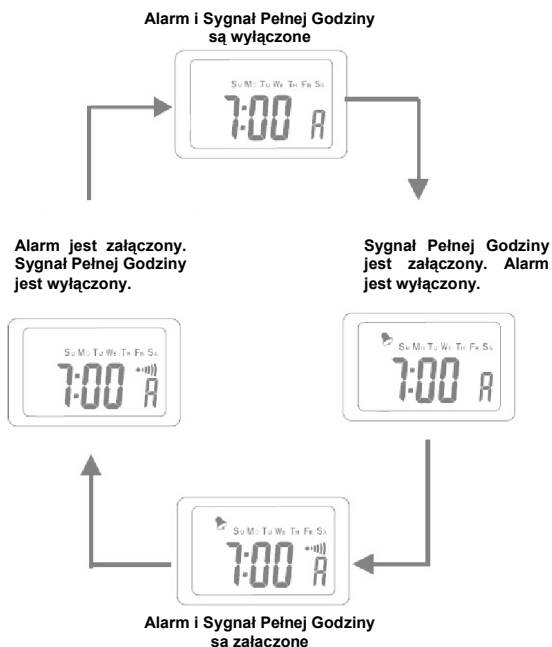 Alarm i Sygnał Pełnej Godziny
są wyłączone
Su Mo Tu We Th Fr Sa
7:00 A
Alarm jest załączony.
Sygnał Pełnej Godziny
jest wyłączony.
Sygnał Pełnej Godziny
jest załączony. Alarm
jest wyłączony.
Su Mo Tu We Th Fr Sa
7:00 A
Su Mo Tu We Th Fr Sa
7:00 A
Su Mo Tu We Th Fr Sa
7:00 A
Alarm i Sygnał Pełnej Godziny
są załączone